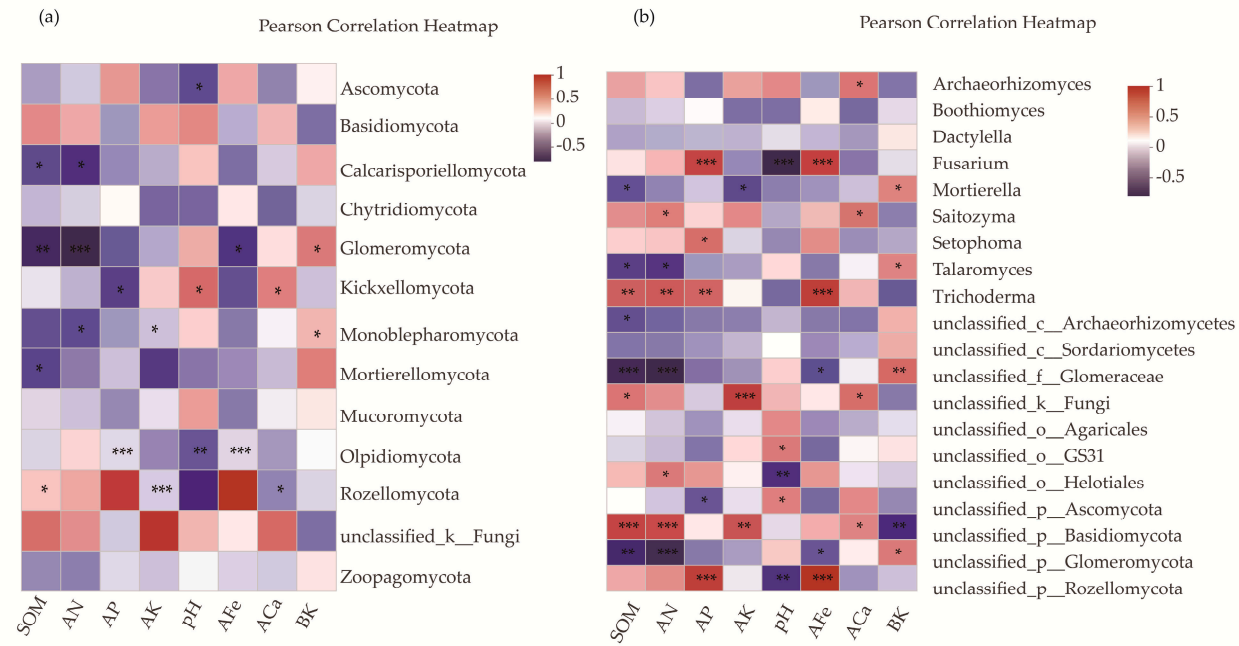 (a)
Pearson Correlation Heatmap
*
Ascomycota
Basidiomycota
* *
Calcarisporiellomycota
Chytridiomycota
** *** * *
Glomeromycota
* * *
Kickxellomycota
* * *
Monoblepharomycota
*
Mortierellomycota
Mucoromycota
*** ** ***
Olpidiomycota
* *** *
Rozellomycota
unclassified_k__Fungi
Zoopagomycota
SOM AN AP AK pH AFe ACa BK
1
0.5
0
-0.5
(b)
Pearson Correlation Heatmap
*
Archaeorhizomyces
Boothiomyces
Dactylella
*** *** ***
Fusarium
* * *
Mortierella
* *
Saitozyma
*
Setophoma
* * *
Talaromyces
** ** ** ***
Trichoderma
*
unclassified_c__Archaeorhizomycetes
unclassified_c__Sordariomycetes
*** *** * **
unclassified_f__Glomeraceae
* *** *
unclassified_k__Fungi
unclassified_o__Agaricales
*
unclassified_o__GS31
* **
unclassified_o__Helotiales
* *
unclassified_p__Ascomycota
*** *** ** * **
unclassified_p__Basidiomycota
** *** * *
unclassified_p__Glomeromycota
*** ** ***
unclassified_p__Rozellomycota
SOM AN AP AK pH AFe ACa BK
1
0.5
0
-0.5